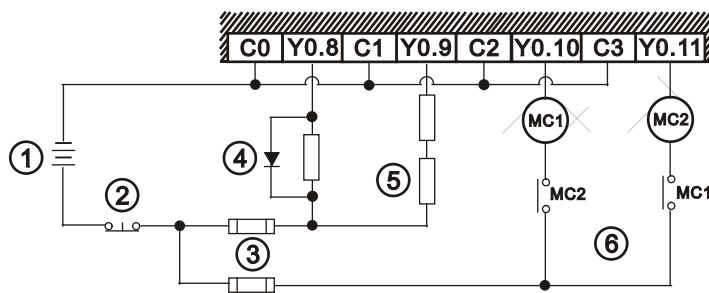 C0 Y0.8 C1 Y0.9 C2 Y0.10 C3 Y0.11
MC1 MC2
① ② ④ ⑤
MC2 MC1
③ ⑥